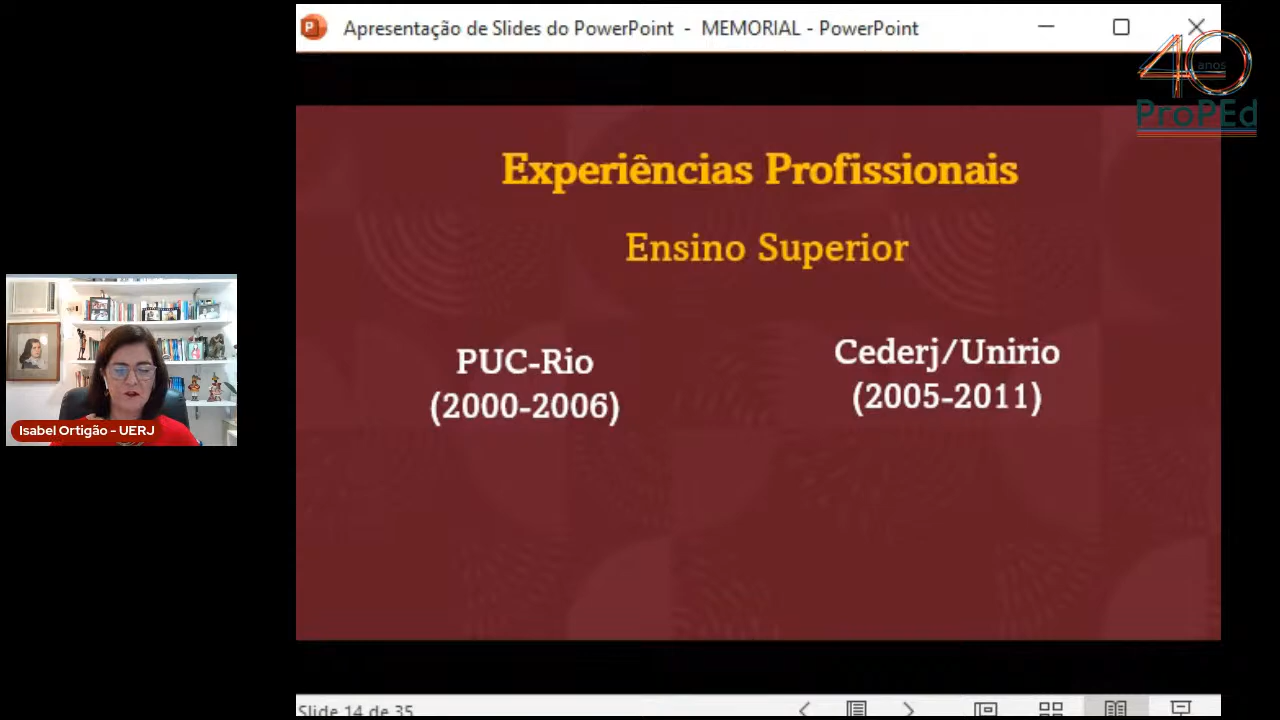 Apresentação de Slides do PowerPoint - MEMORIAL - PowerPoint
40 anos
ProPEd
Experiências Profissionais
Ensino Superior
PUC-Rio
(2000-2006)
Cederj/Unirio
(2005-2011)
Isabel Ortigão - UERJ
Slide 14 de 35